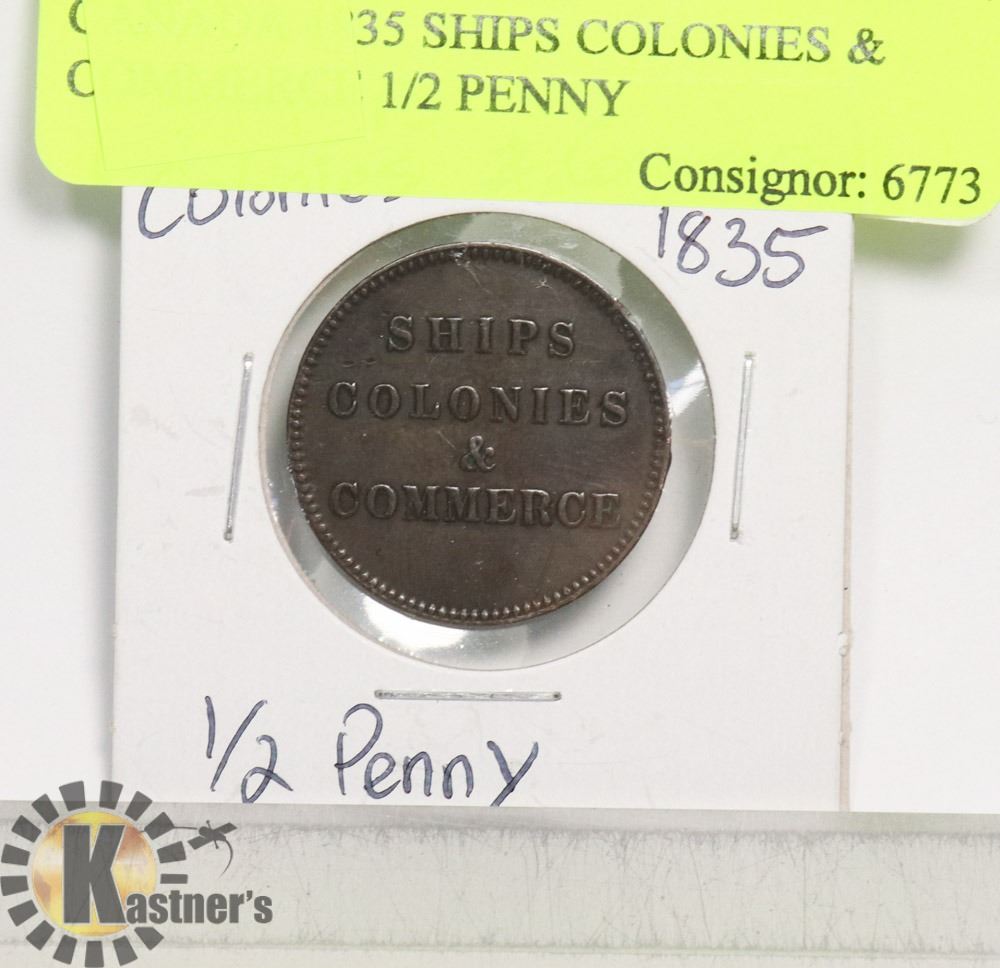 35 SHIPS COLONIES &
1/2 PENNY
Consignor: 6773
1835
SHIPS
COLONIES
&
COMMERCE
1/2 Penny
Kastner's